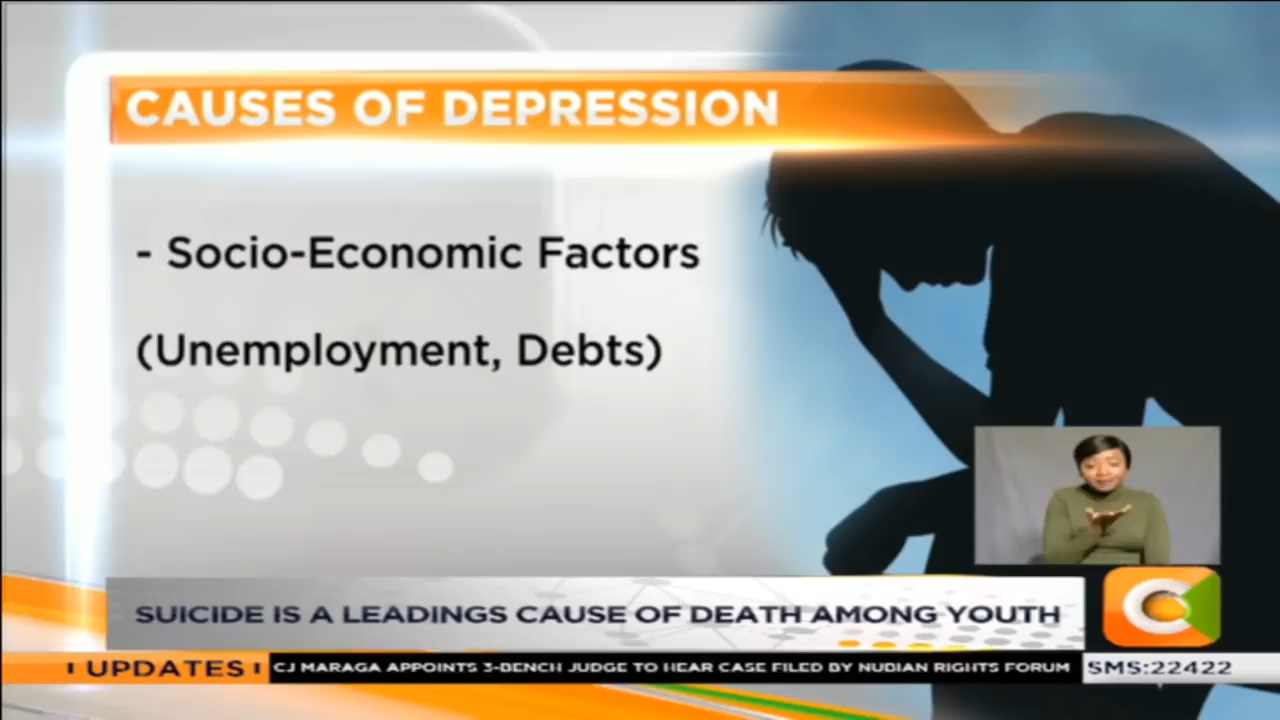 CAUSES OF DEPRESSION
- Socio-Economic Factors
(Unemployment, Debts)
SUICIDE IS A LEADINGS CAUSE OF DEATH AMONG YOUTH
UPDATES
CJ MARAGA APPOINTS 3-BENCH JUDGE TO HEAR CASE FILED BY NUBIAN RIGHTS FORUM
SMS:22422